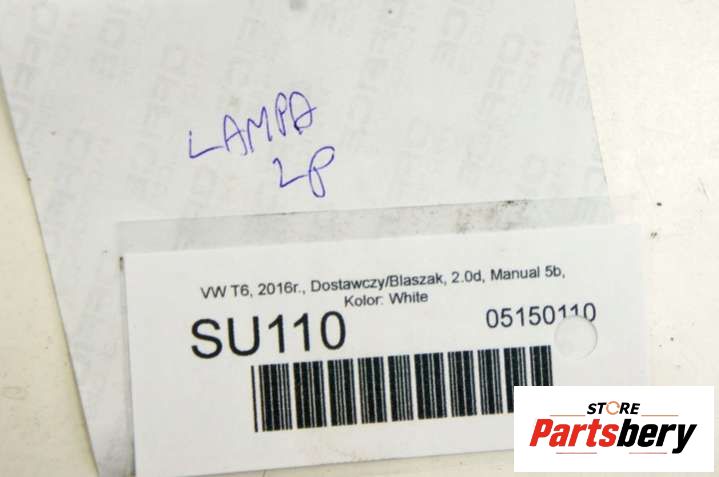 LAMPA
LP
VW T6, 2016r., Dostawczy/Blaszak, 2.0d, Manual 5b,
Kolor: White
SU110
05150110
STORE
Partsbery